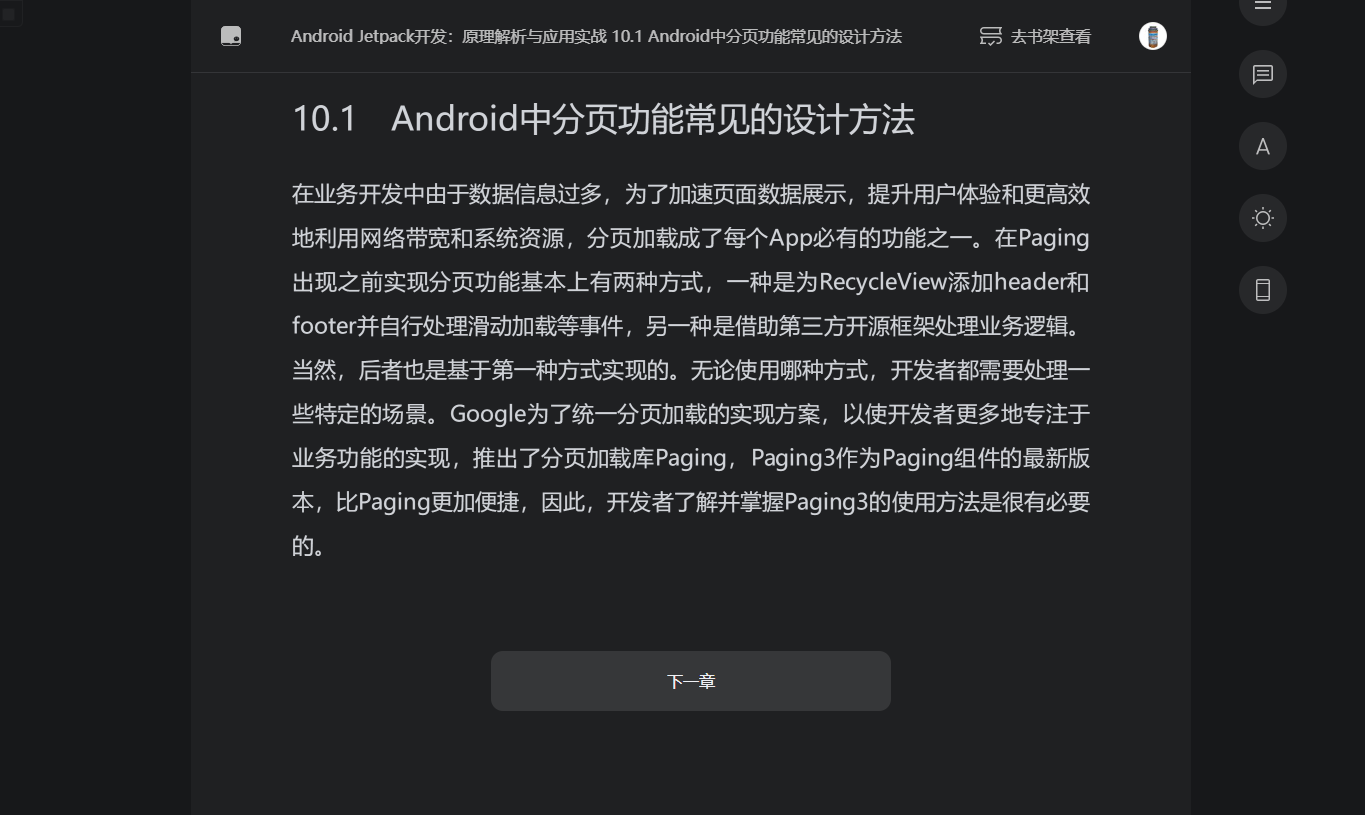 Android Jetpack开发：原理解析与应用实战 10.1 Android中分页功能常见的设计方法
去书架查看
10.1 Android中分页功能常见的设计方法
在业务开发中由于数据信息过多，为了加速页面数据展示，提升用户体验和更高效
地利用网络带宽和系统资源，分页加载成了每个App必有的功能之一。在Paging
出现之前实现分页功能基本上有两种方式，一种是为RecycleView添加header和
footer并自行处理滑动加载等事件，另一种是借助第三方开源框架处理业务逻辑。
当然，后者也是基于第一种方式实现的。无论使用哪种方式，开发者都需要处理一
些特定的场景。Google为了统一分页加载的实现方案，以使开发者更多地专注于
业务功能的实现，推出了分页加载库Paging，Paging3作为Paging组件的最新版
本，比Paging更加便捷，因此，开发者了解并掌握Paging3的使用方法是很有必要
的。
下一章
A